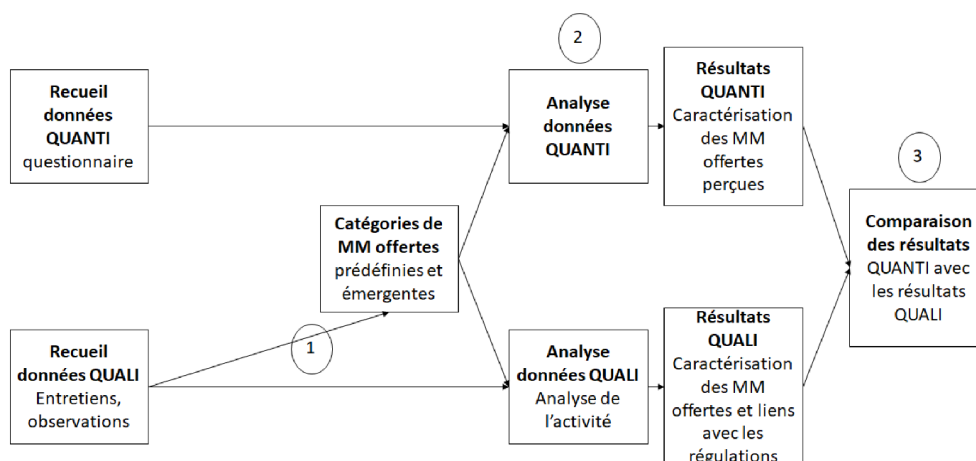 2
Recueil
données
QUANTI
questionnaire
Analyse
données
QUANTI
Résultats
QUANTI
Caractérisation
des MM
offertes
perçues
3
Catégories de
MM offertes
prédéfinies et
émergentes
Comparaison
des résultats
QUANTI avec
les résultats
QUALI
1
Recueil
données QUALI
Entretiens,
observations
Analyse
données QUALI
Analyse de
l'activité
Résultats
QUALI
Caractérisation
des MM
offertes et liens
avec les
régulations